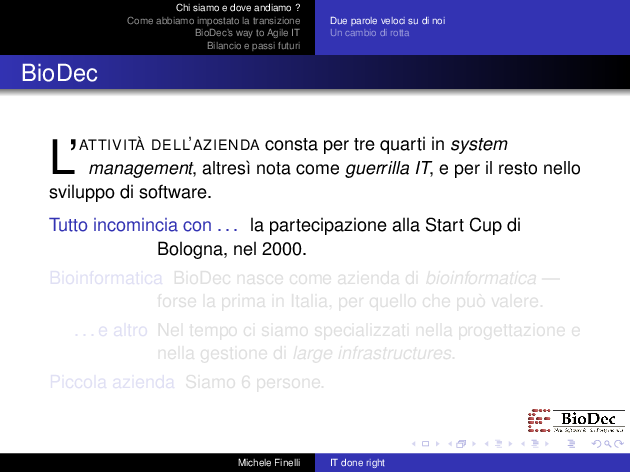 Chi siamo e dove andiamo ?
Come abbiamo impostato la transizione
BioDec's way to Agile IT
Bilancio e passi futuri
Due parole veloci su di noi
Un cambio di rotta
BioDec
L'ATTIVITÀ DELL'AZIENDA consta per tre quarti in system
management, altresì nota come guerrilla IT, e per il resto nello
sviluppo di software.
Tutto incomincia con ... la partecipazione alla Start Cup di
Bologna, nel 2000.
Bioinformatica BioDec nasce come azienda di bioinformatica —
forse la prima in Italia, per quello che può valere.
... e altro Nel tempo ci siamo specializzati nella progettazione e
nella gestione di large infrastructures.
Piccola azienda Siamo 6 persone.
BioDec
Michele Finelli
IT done right